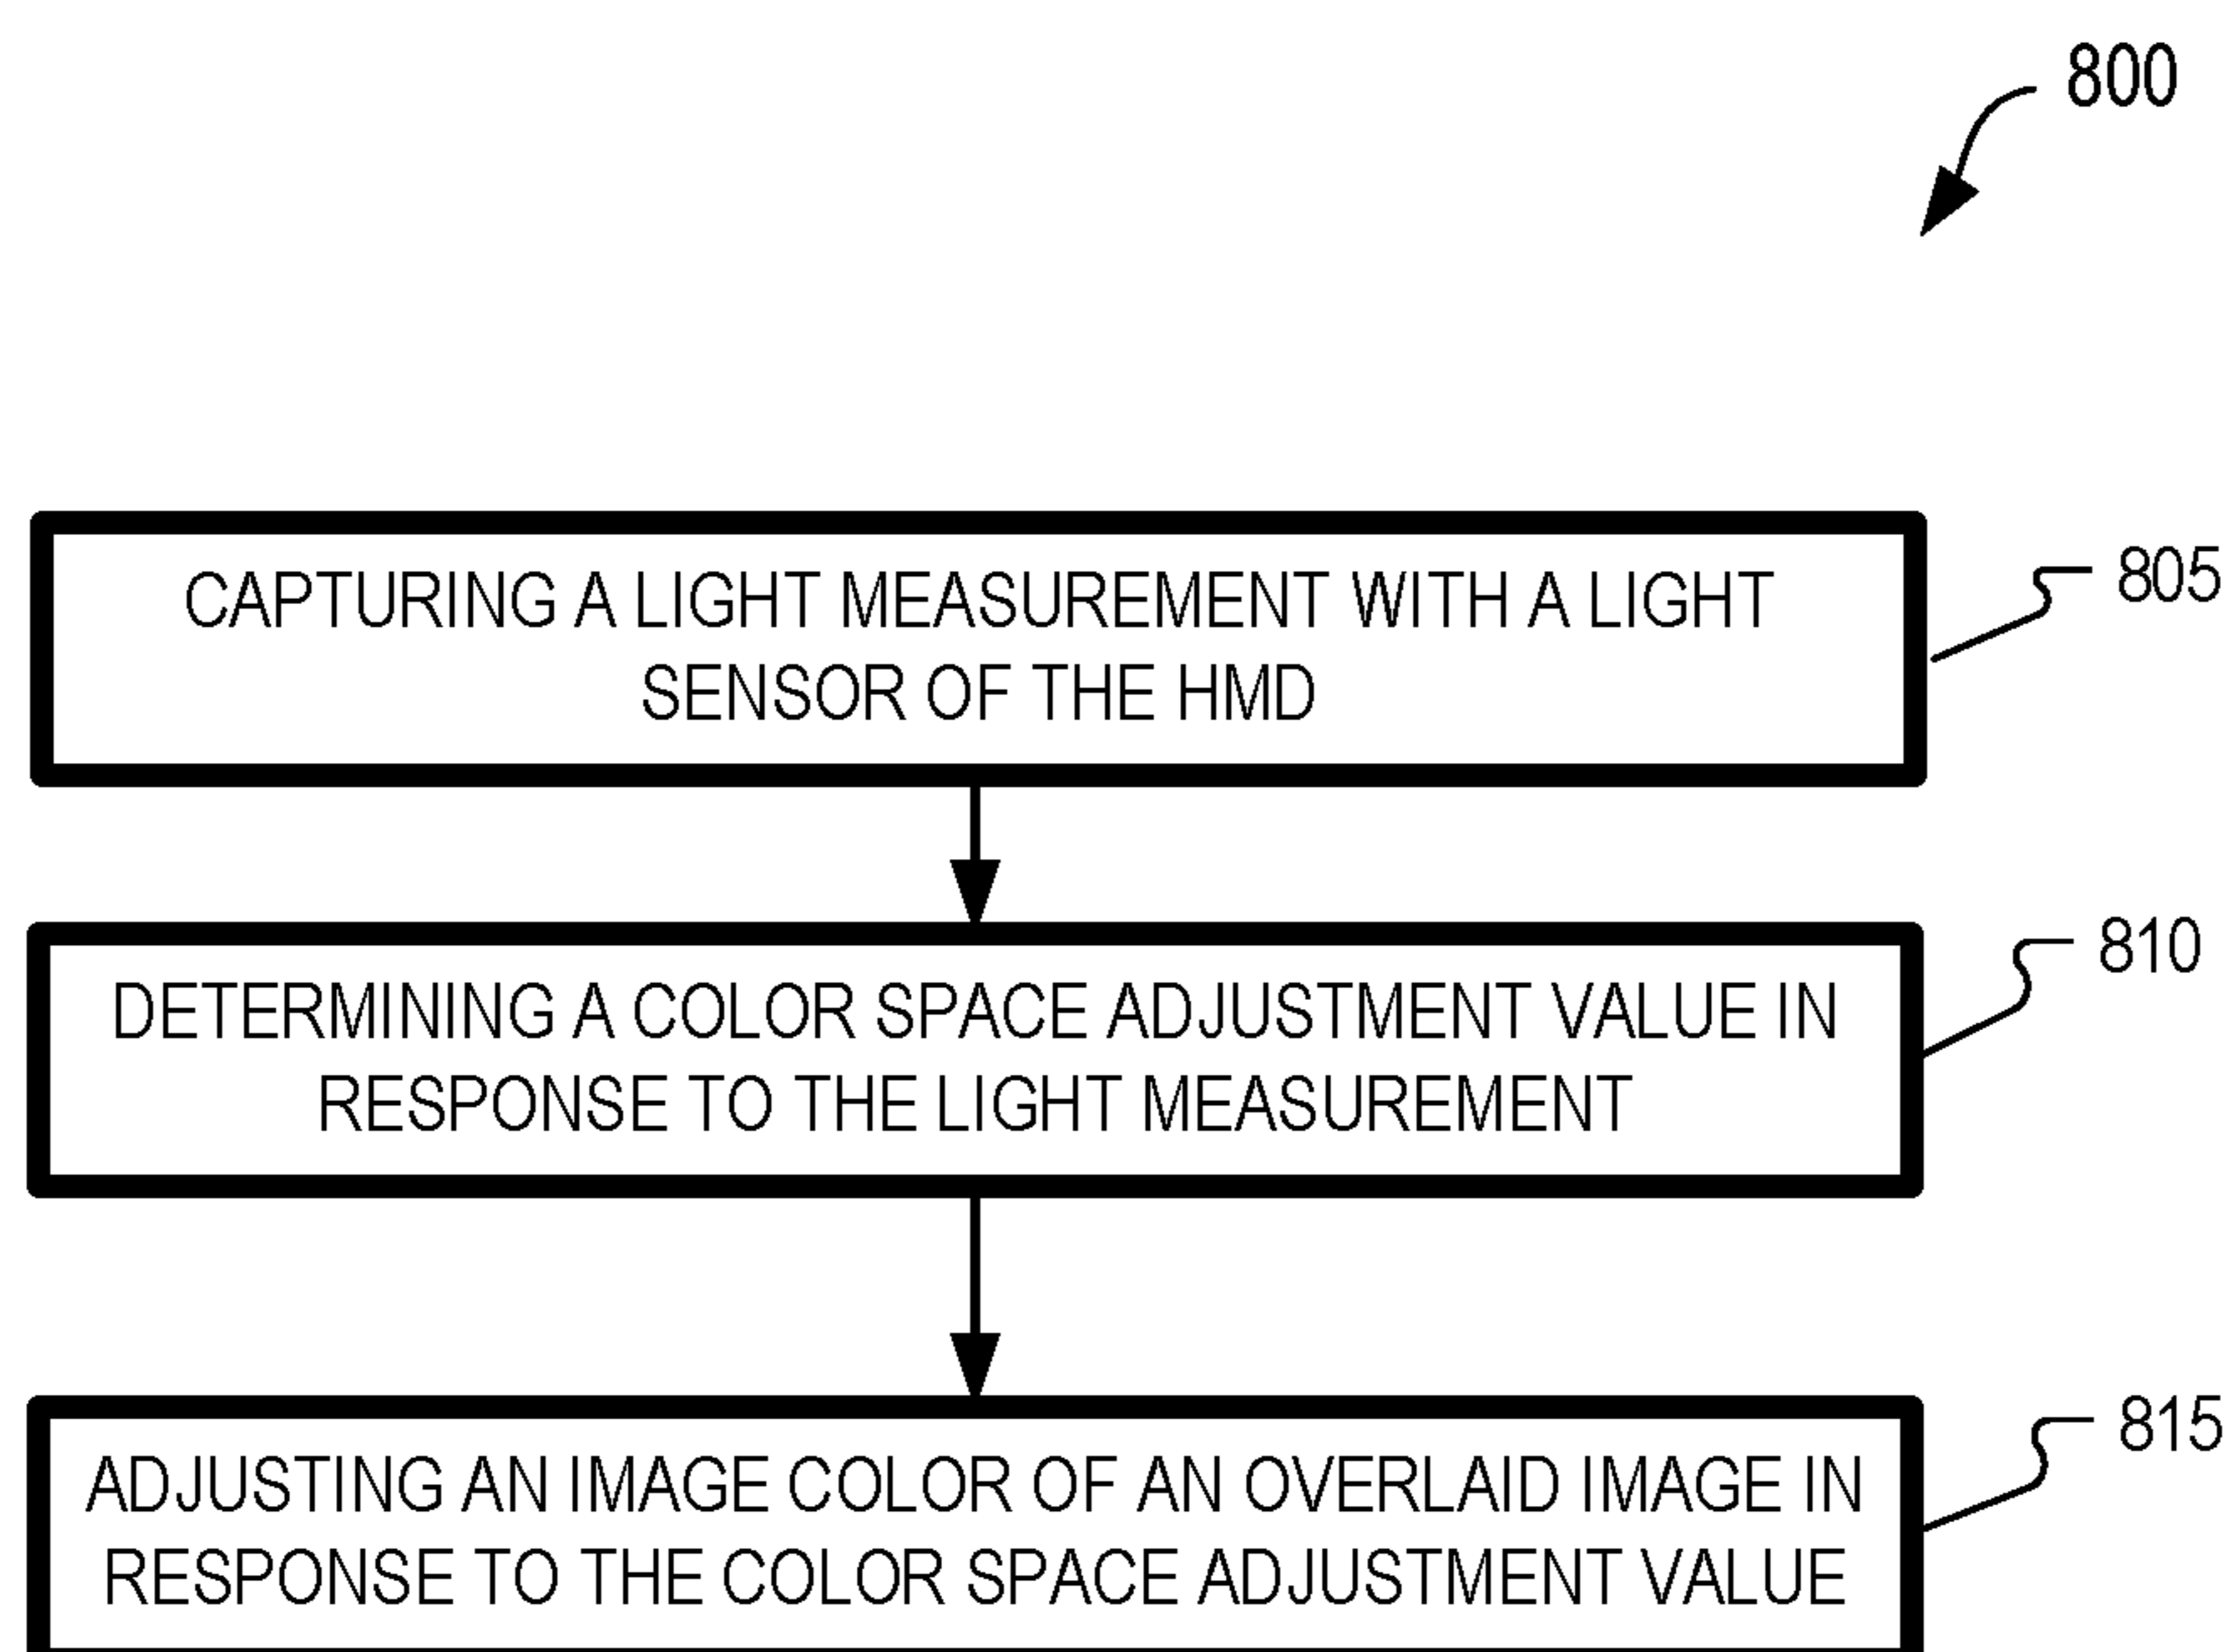 800
CAPTURING A LIGHT MEASUREMENT WITH A LIGHT
SENSOR OF THE HMD
805
DETERMINING A COLOR SPACE ADJUSTMENT VALUE IN
RESPONSE TO THE LIGHT MEASUREMENT
810
ADJUSTING AN IMAGE COLOR OF AN OVERLAID IMAGE IN
RESPONSE TO THE COLOR SPACE ADJUSTMENT VALUE
815